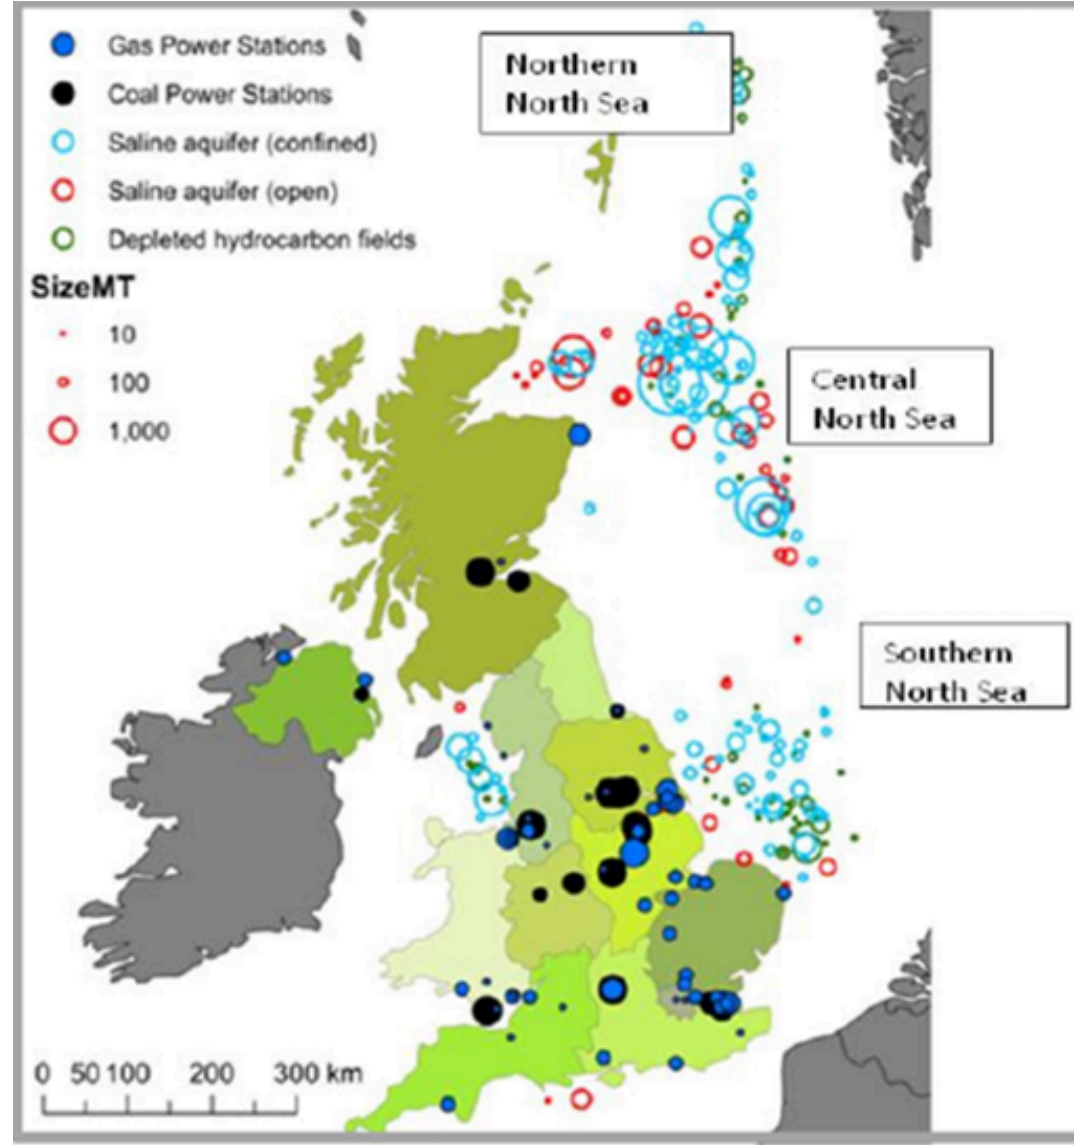 Gas Power Stations
Coal Power Stations
Saline aquifer (confined)
Saline aquifer (open)
Depleted hydrocarbon fields
SizeMT
10
100
1,000
Northern
North Sea
Central
North Sea
Southern
North Sea
0 50 100 200 300 km